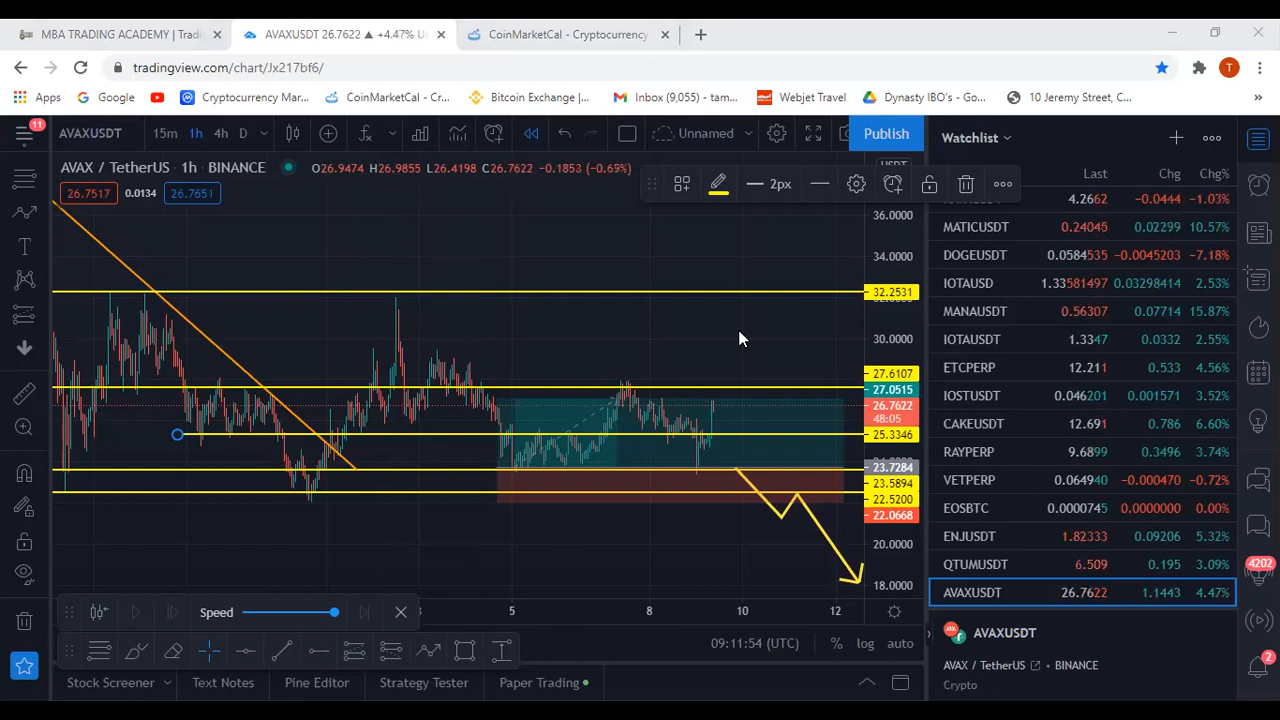 MBA TRADING ACADEMY | Tradi
AVAXUSDT 26.7622 ▲ +4.47% U
CoinMarketCal - Cryptocurrency
tradingview.com/chart/Jx217bf6/
Apps
Google
Cryptocurrency Mar...
CoinMarketCal - Cr...
Bitcoin Exchange |...
Inbox (9,055) - tam...
Webjet Travel
Dynasty IBO's - Go...
10 Jeremy Street, C...
»
T
11
AVAXUSDT
15m 1h 4h D
Unnamed
Publish
Watchlist
AVAX / TetherUS · 1h · BINANCE
O26.9474 H26.9855 L26.4198 C26.7622 −0.1853 (−0.69%)
26.7517 0.0134 26.7651
2px
Last Chg Chg%
4.2662 −0.0444 −1.03%
MATICUSDT 0.24045 0.02299 10.57%
DOGEUSDT 0.0584535 −0.0045203 −7.18%
IOTAUSD 1.33581497 0.03298414 2.53%
MANAUSDT 0.56307 0.07714 15.87%
IOTAUSDT 1.3347 0.0332 2.55%
ETCPERP 12.211 0.533 4.56%
IOSTUSDT 0.046201 0.001571 3.52%
CAKEUSDT 12.691 0.786 6.60%
RAYPERP 9.6899 0.3496 3.74%
VETPERP 0.064940 −0.000470 −0.72%
EOSBTC 0.0000745 0.0000000 0.00%
ENJUSDT 1.82333 0.09206 5.32%
QTUMUSDT 6.509 0.195 3.09%
AVAXUSDT 26.7622 1.1443 4.47%
36.0000
34.0000
32.2531
30.0000
27.6107
27.0515
26.7622
48:05
25.3346
23.7284
23.5894
22.5200
22.0668
20.0000
18.0000
5 8 10 12
Speed
09:11:54 (UTC)
% log auto
Stock Screener
Text Notes
Pine Editor
Strategy Tester
Paper Trading
AVAXUSDT
AVAX / TetherUS • BINANCE
Crypto
4202
2